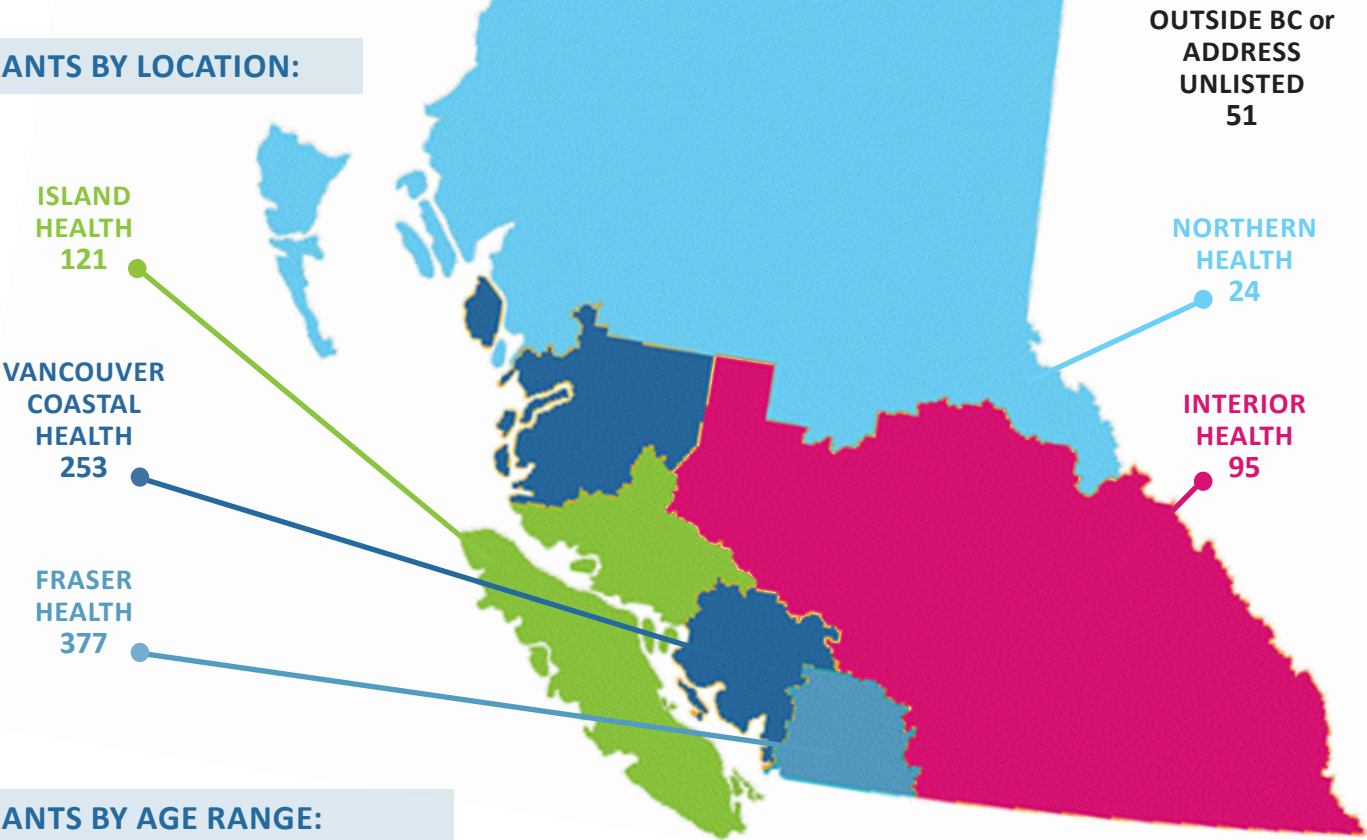 OUTSIDE BC or
ADDRESS
UNLISTED
51
ANTS BY LOCATION:
ISLAND
HEALTH
121
NORTHERN
HEALTH
24
VANCOUVER
COASTAL
HEALTH
253
INTERIOR
HEALTH
95
FRASER
HEALTH
377
ANTS BY AGE RANGE: